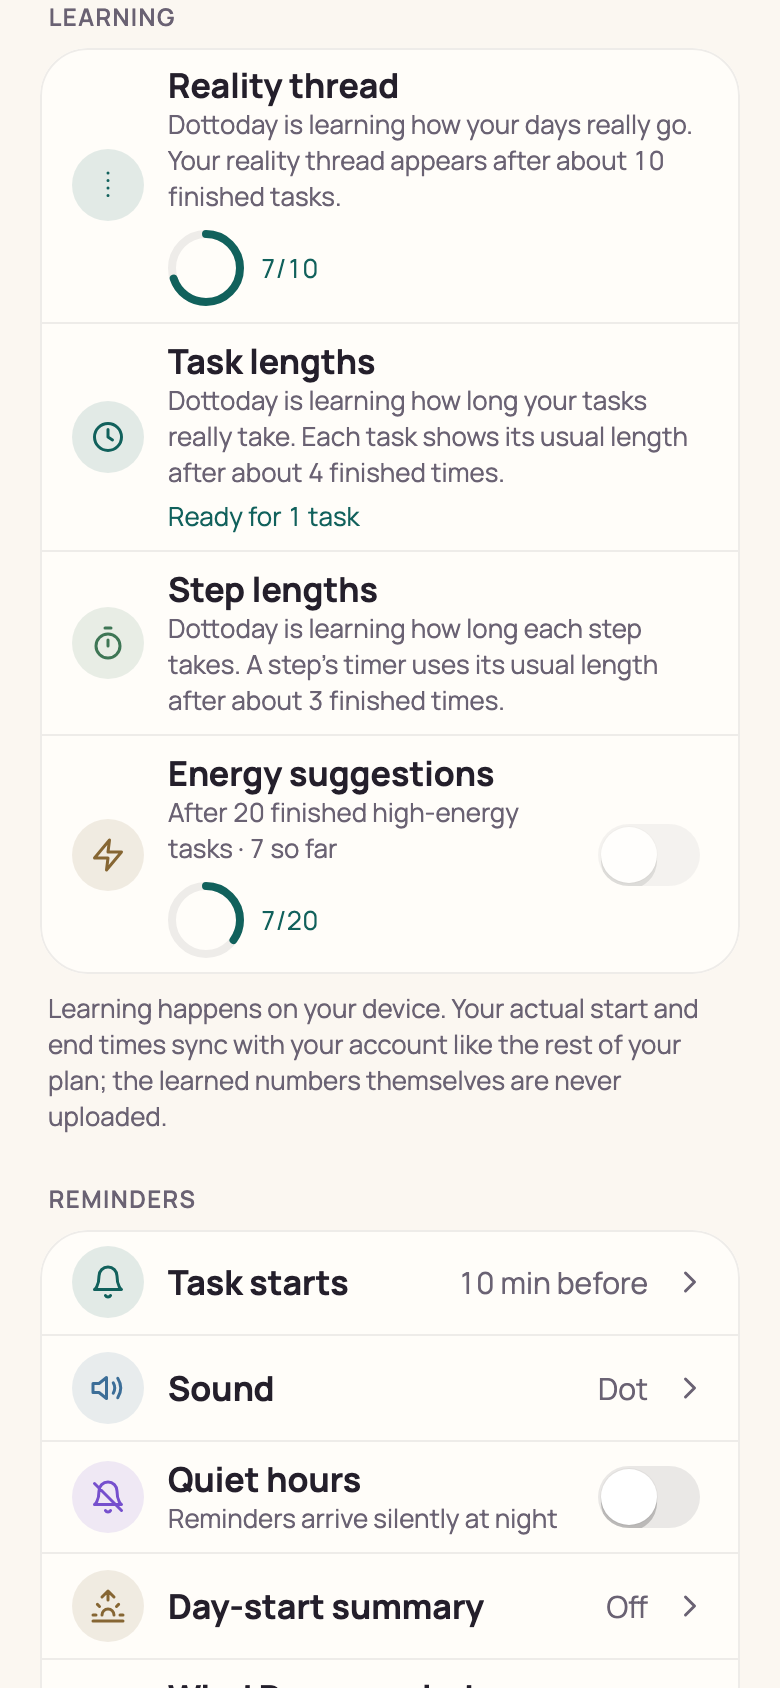 LEARNING
Reality thread
Dottoday is learning how your days really go.
Your reality thread appears after about 10
finished tasks.
7/10
Task lengths
Dottoday is learning how long your tasks
really take. Each task shows its usual length
after about 4 finished times.
Ready for 1 task
Step lengths
Dottoday is learning how long each step
takes. A step’s timer uses its usual length
after about 3 finished times.
Energy suggestions
After 20 finished high-energy
tasks · 7 so far
7/20
Learning happens on your device. Your actual start and
end times sync with your account like the rest of your
plan; the learned numbers themselves are never
uploaded.
REMINDERS
Task starts
10 min before
Sound
Dot
Quiet hours
Reminders arrive silently at night
Day-start summary
Off